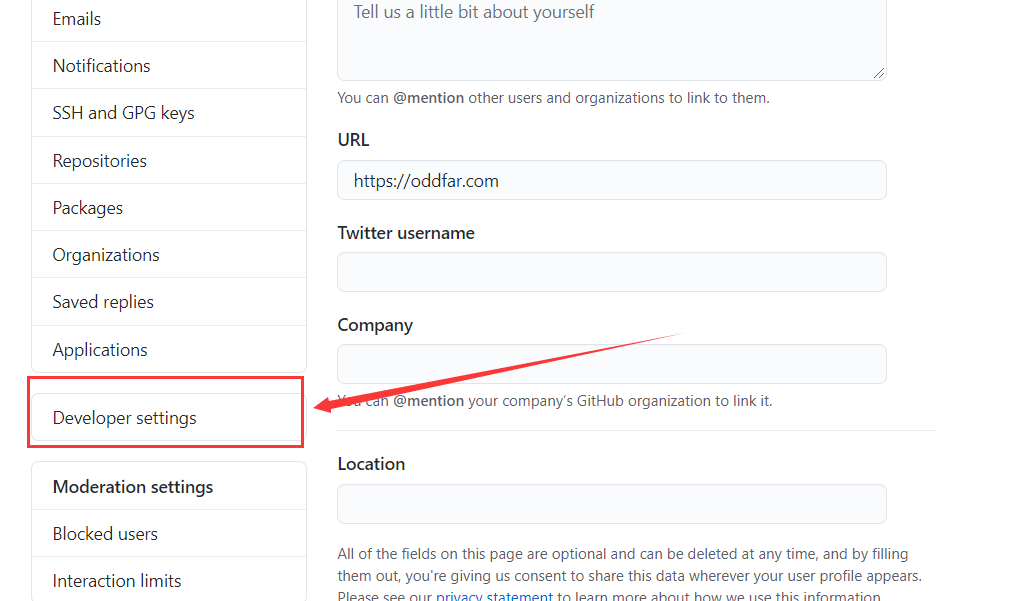 Emails
Notifications
SSH and GPG keys
Repositories
Packages
Organizations
Saved replies
Applications
Developer settings
Moderation settings
Blocked users
Interaction limits
Tell us a little bit about yourself
You can @mention other users and organizations to link to them.
URL
https://oddfar.com
Twitter username
Company
You can @mention your company's GitHub organization to link it.
Location
All of the fields on this page are optional and can be deleted at any time, and by filling
them out, you're giving us consent to share this data wherever your user profile appears.
Please see our privacy statement to learn more about how we use this information.